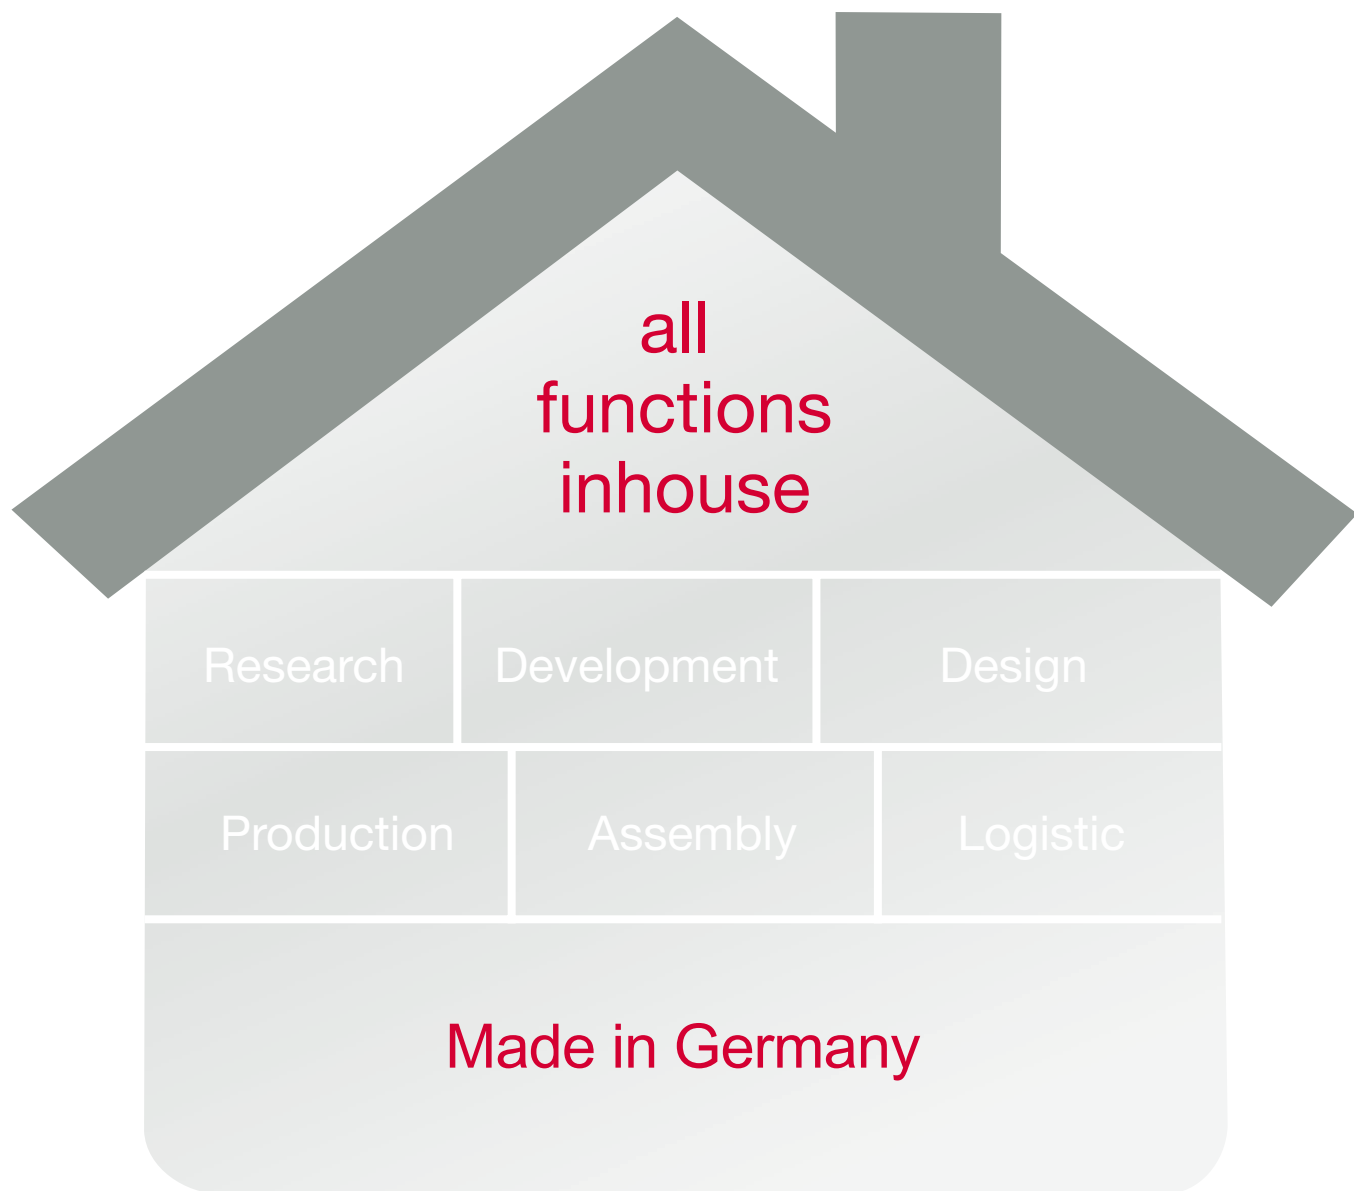 all
functions
inhouse
Research Development Design
Production Assembly Logistic
Made in Germany